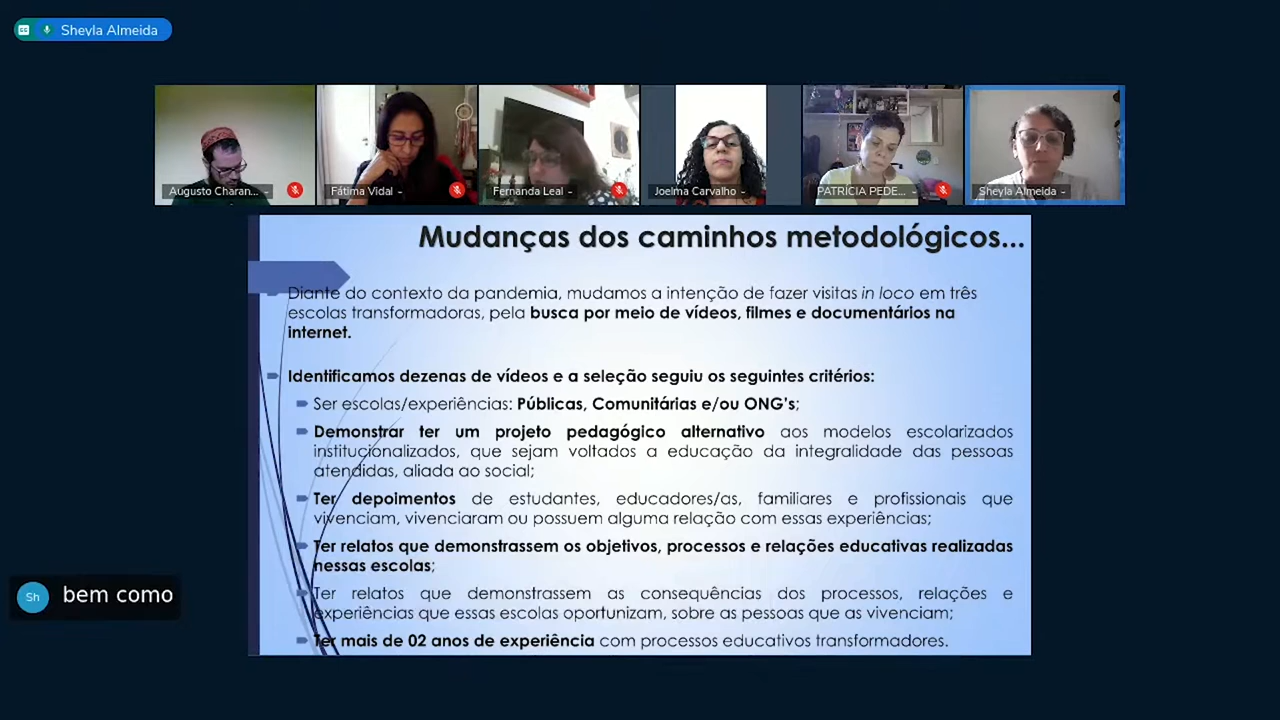 Sheyla Almeida
Augusto Charan...
Fátima Vidal
Fernanda Leal
Joelma Carvalho
PATRÍCIA PEDE...
Sheyla Almeida
Mudanças dos caminhos metodológicos...
Diante do contexto da pandemia, mudamos a intenção de fazer visitas in loco em três
escolas transformadoras, pela busca por meio de vídeos, filmes e documentários na
internet.
Identificamos dezenas de vídeos e a seleção seguiu os seguintes critérios:
Ser escolas/experiências: Públicas, Comunitárias e/ou ONG's;
Demonstrar ter um projeto pedagógico alternativo aos modelos escolarizados
institucionalizados, que sejam voltados a educação da integralidade das pessoas
atendidas, aliada ao social;
Ter depoimentos de estudantes, educadores/as, familiares e profissionais que
vivenciam, vivenciaram ou possuem alguma relação com essas experiências;
Ter relatos que demonstrassem os objetivos, processos e relações educativas realizadas
nessas escolas;
Ter relatos que demonstrassem as consequências dos processos, relações e
experiências que essas escolas oportunizam, sobre as pessoas que as vivenciam;
Ter mais de 02 anos de experiência com processos educativos transformadores.
Sh
bem como